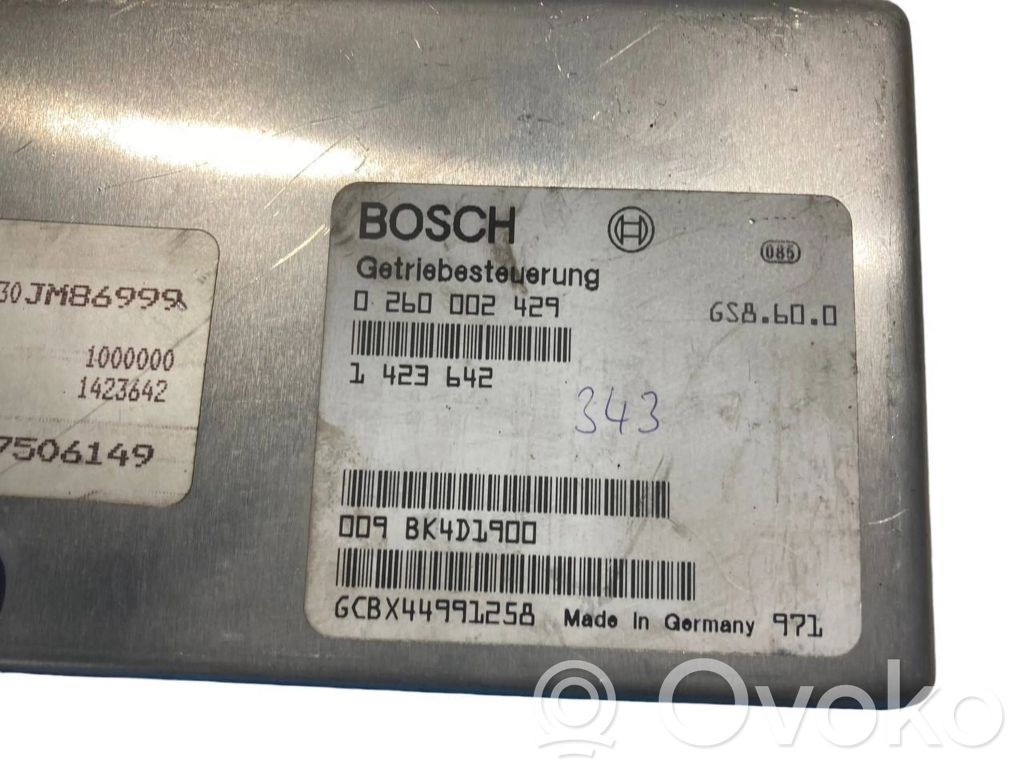 BOSCH
085
Getriebesteuerung
0 260 002 429
GS8.60.0
1 423 642
343
009 BK4D1900
GCBX44991258 Made in Germany 971
30JM86999
1000000
1423642
7506149
Ovoko